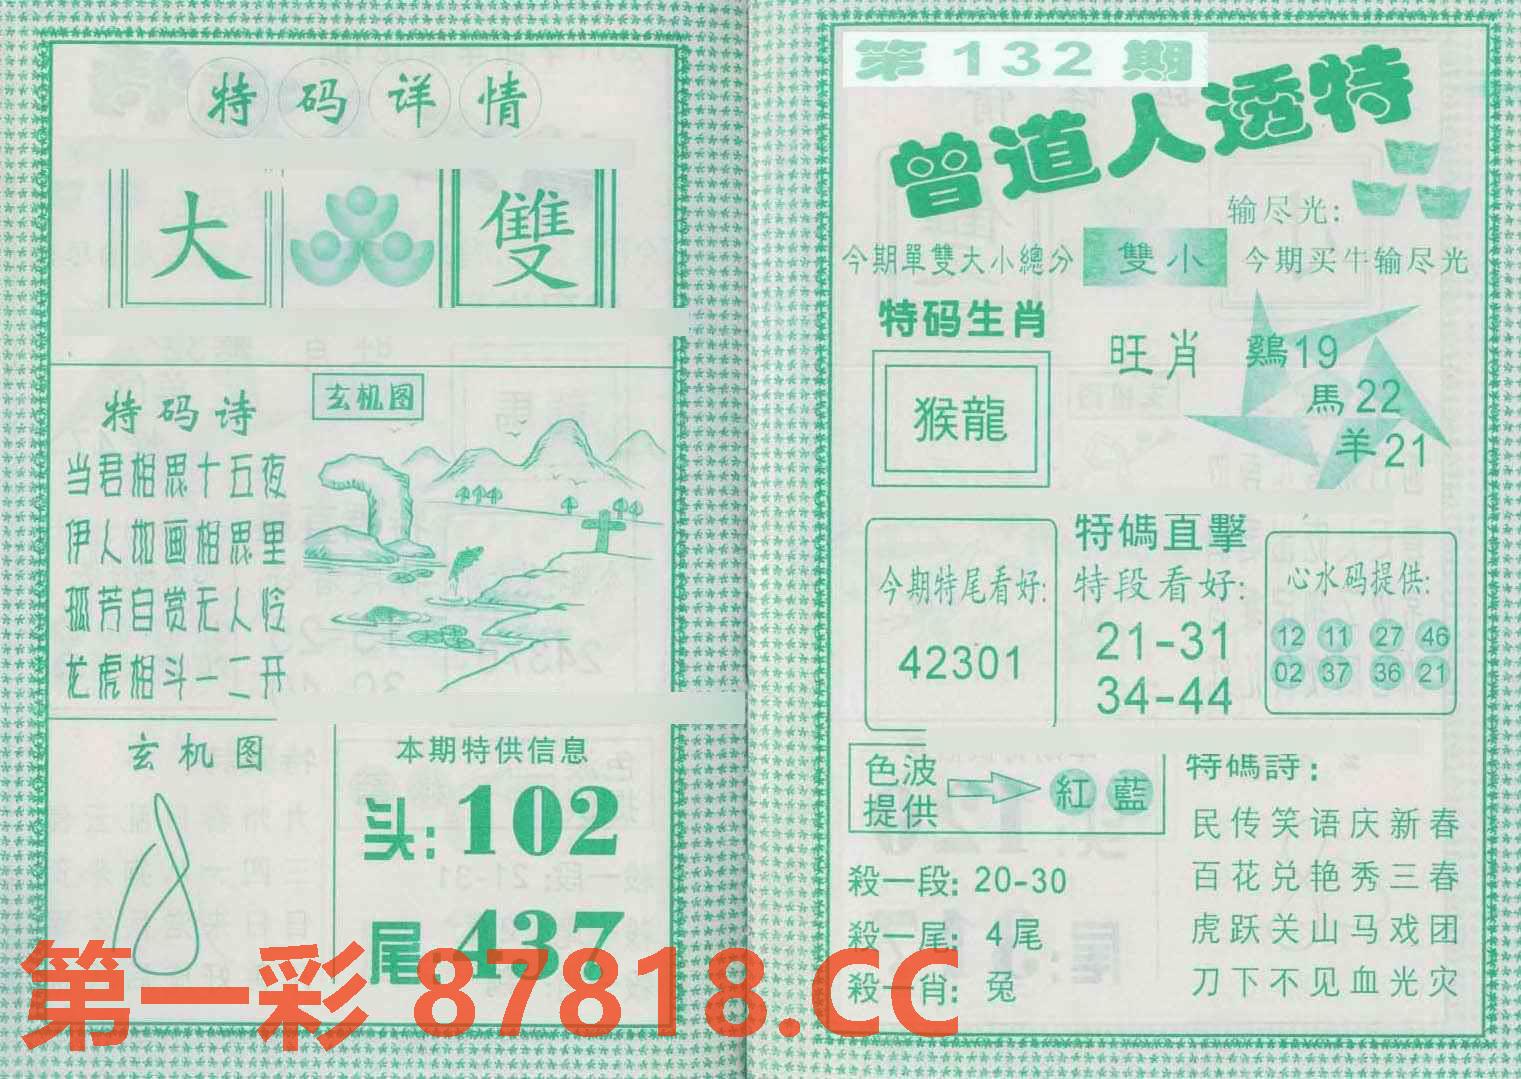 特码详情
大 雙
特码诗
当君相思十五夜
伊人如画相思里
孤芳自赏无人怜
龙虎相斗一二开
玄机图
玄机图
本期特供信息
头:102
尾:437
第132期
曾道人透特
输尽光:
今期單雙大小總分 雙小 今期买牛输尽光
特码生肖
猴龍
旺肖 鷄19
馬22
羊21
今期特尾看好:
42301
特碼直擊
特段看好:
21-31
34-44
心水码提供:
12 11 27 46
02 37 36 21
色波提供 紅 藍
殺一段: 20-30
殺一尾: 4尾
殺一肖: 兔
特碼詩:
民传笑语庆新春
百花兑艳秀三春
虎跃关山马戏团
刀下不见血光灾
第一彩 87818.CC